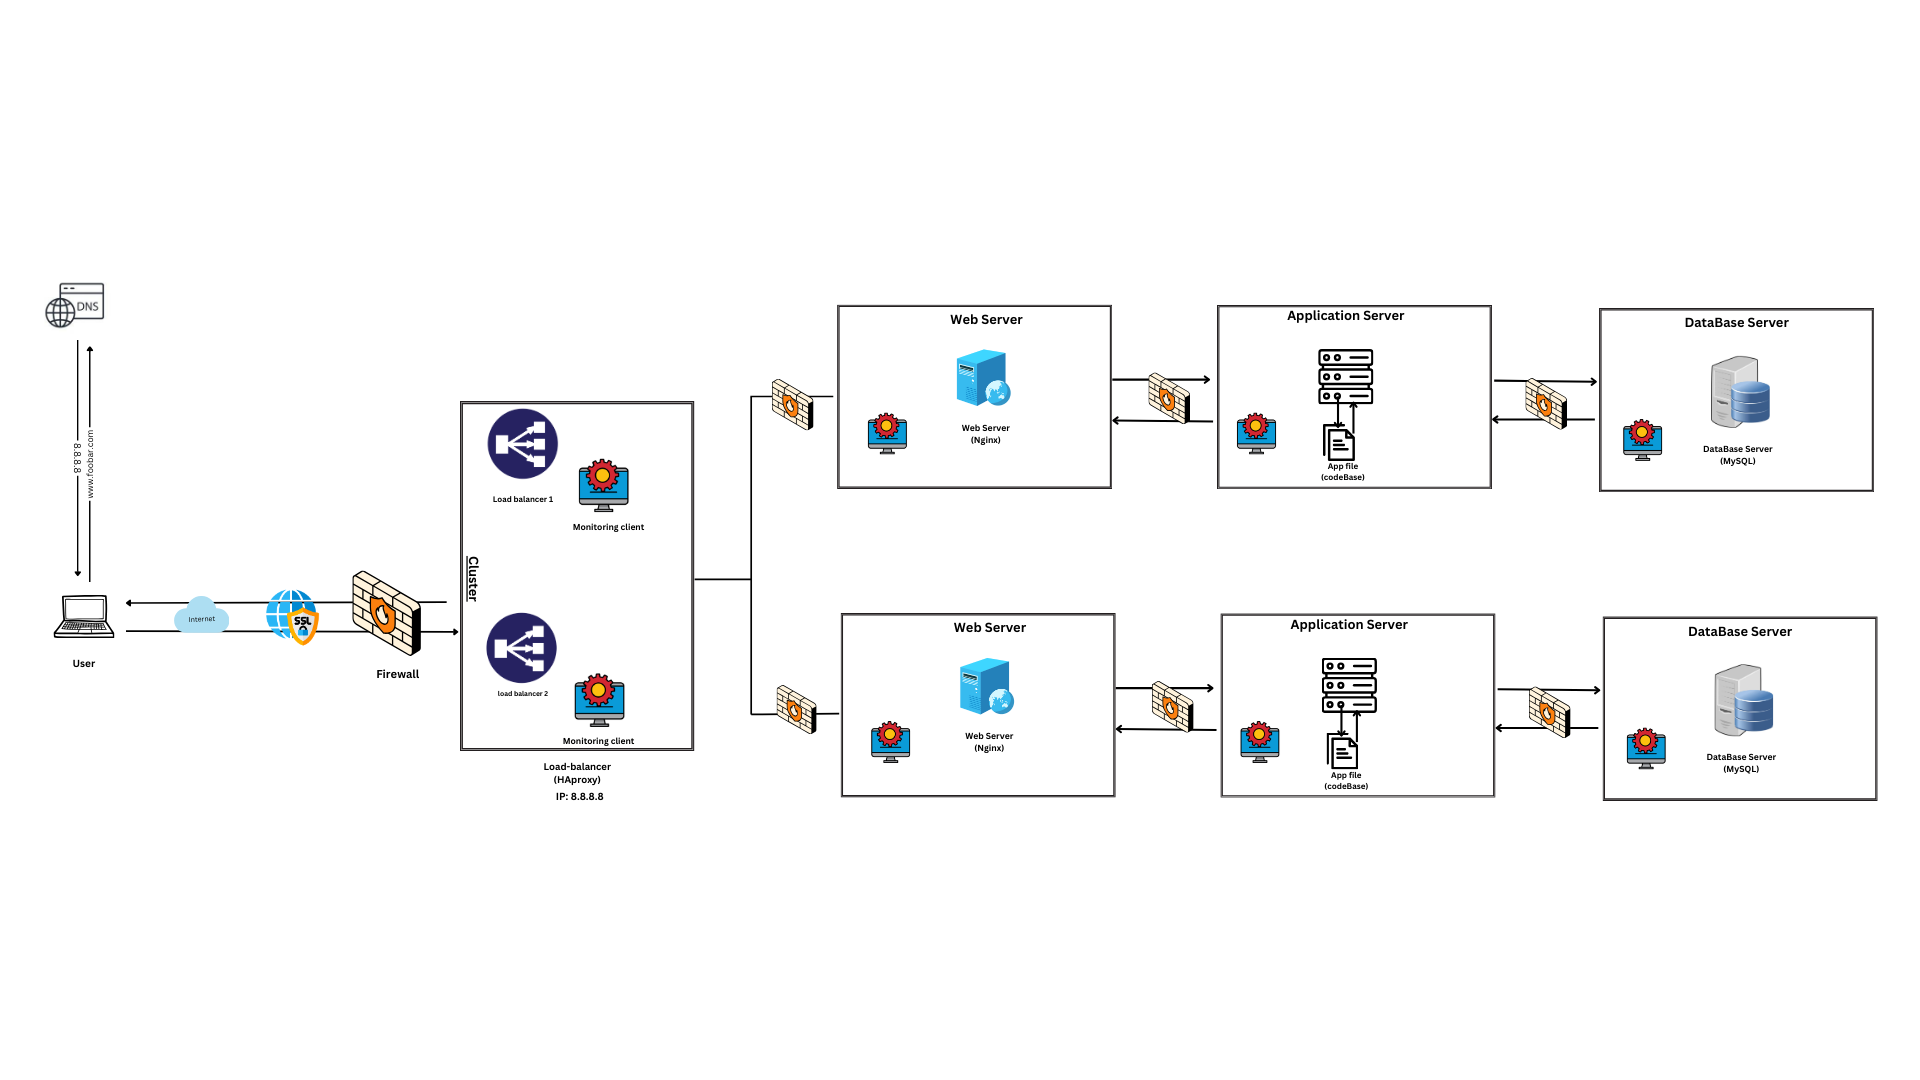 DNS
8.8.8.8
www.foobar.com
User
Internet
SSL
Firewall
Cluster
Load balancer 1
Monitoring client
load balancer 2
Monitoring client
Load-balancer
(HAproxy)
IP: 8.8.8.8
Web Server
Web Server
(Nginx)
Application Server
App file
(codeBase)
DataBase Server
DataBase Server
(MySQL)
Web Server
Web Server
(Nginx)
Application Server
App file
(codeBase)
DataBase Server
DataBase Server
(MySQL)